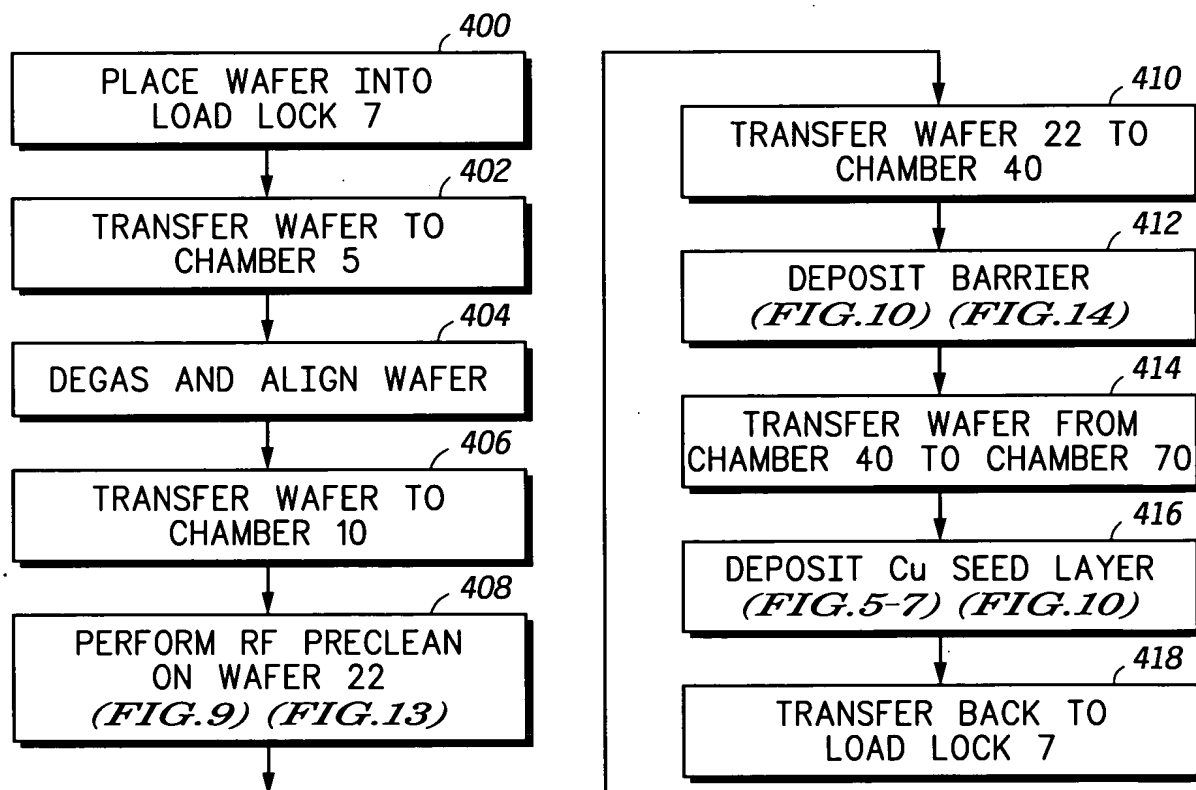 400
PLACE WAFER INTO
LOAD LOCK 7
402
TRANSFER WAFER TO
CHAMBER 5
404
DEGAS AND ALIGN WAFER
406
TRANSFER WAFER TO
CHAMBER 10
408
PERFORM RF PRECLEAN
ON WAFER 22
(FIG.9) (FIG.13)
410
TRANSFER WAFER 22 TO
CHAMBER 40
412
DEPOSIT BARRIER
(FIG.10) (FIG.14)
414
TRANSFER WAFER FROM
CHAMBER 40 TO CHAMBER 70
416
DEPOSIT Cu SEED LAYER
(FIG.5-7) (FIG.10)
418
TRANSFER BACK TO
LOAD LOCK 7